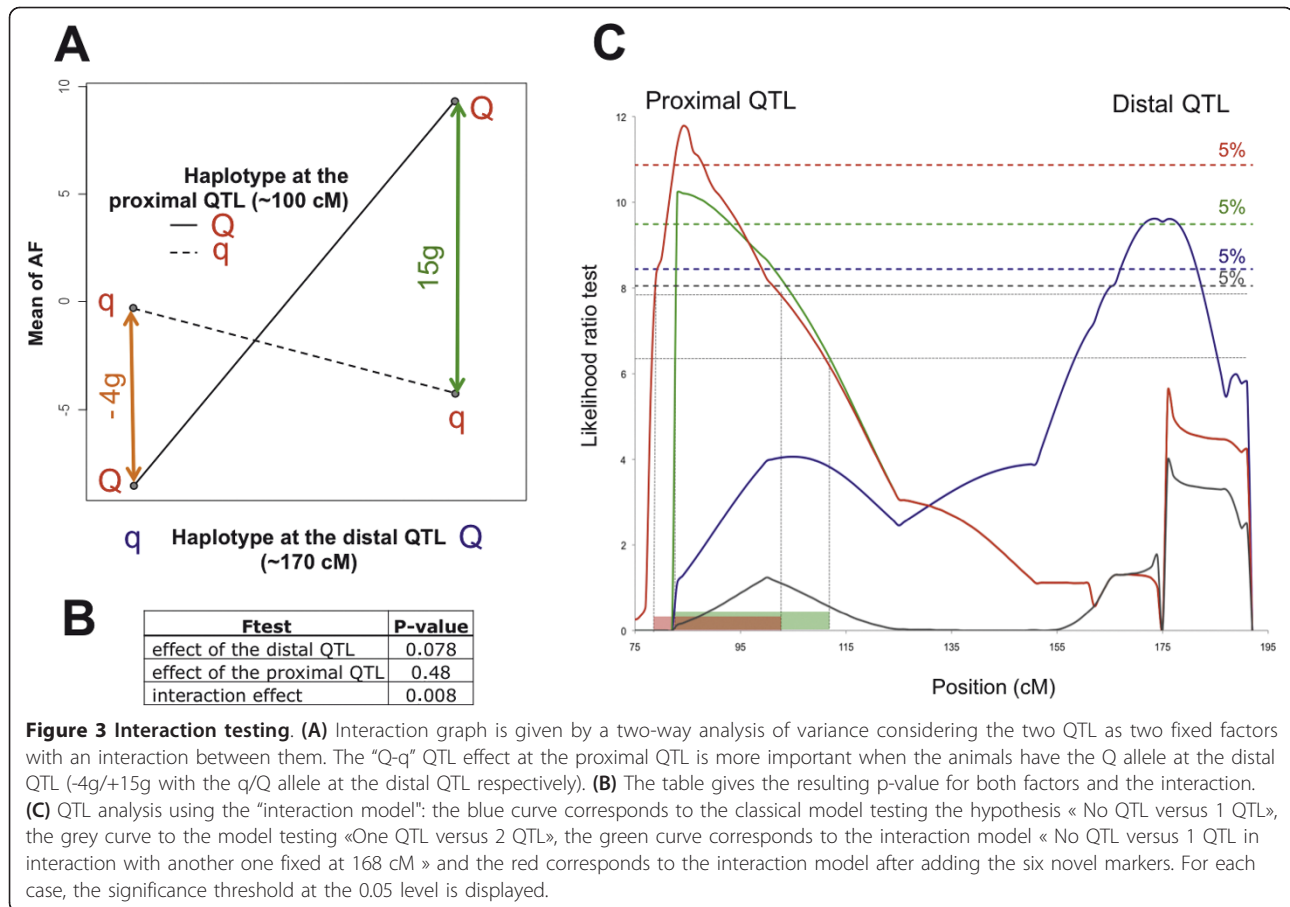 A
10
5
0
-5
Mean of AF
Haplotype at the
proximal QTL (~100 cM)
Q
q
q
Q
-4g
Q
q
15g
q Haplotype at the distal QTL Q
(~170 cM)
B
Ftest P-value
effect of the distal QTL 0.078
effect of the proximal QTL 0.48
interaction effect 0.008
C
Proximal QTL Distal QTL
12
10
8
6
4
2
0
Likelihood ratio test
5%
5%
5%
5%
75 95 115 135 155 175 195
Position (cM)
Figure 3 Interaction testing. (A) Interaction graph is given by a two-way analysis of variance considering the two QTL as two fixed factors
with an interaction between them. The "Q-q" QTL effect at the proximal QTL is more important when the animals have the Q allele at the distal
QTL (-4g/+15g with the q/Q allele at the distal QTL respectively). (B) The table gives the resulting p-value for both factors and the interaction.
(C) QTL analysis using the "interaction model": the blue curve corresponds to the classical model testing the hypothesis « No QTL versus 1 QTL»,
the grey curve to the model testing «One QTL versus 2 QTL», the green curve corresponds to the interaction model « No QTL versus 1 QTL in
interaction with another one fixed at 168 cM » and the red corresponds to the interaction model after adding the six novel markers. For each
case, the significance threshold at the 0.05 level is displayed.